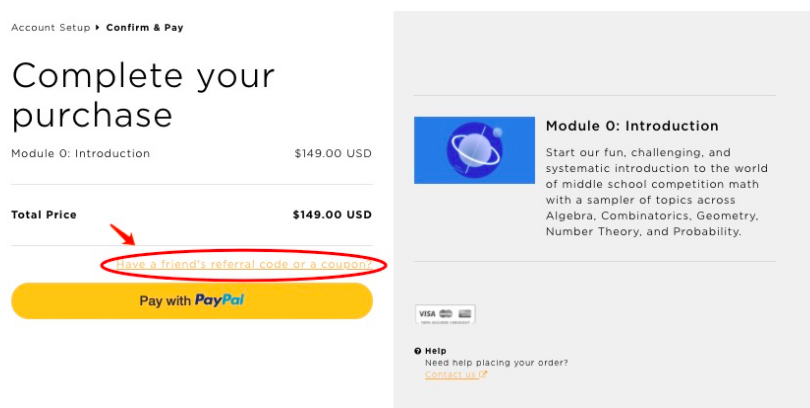 Account Setup ▸ Confirm & Pay
Complete your
purchase
Module 0: Introduction $149.00 USD
Total Price $149.00 USD
Have a friend's referral code or a coupon?
Pay with PayPal
Module 0: Introduction
Start our fun, challenging, and
systematic introduction to the world
of middle school competition math
with a sampler of topics across
Algebra, Combinatorics, Geometry,
Number Theory, and Probability.
VISA
Help
Need help placing your order?
Contact us